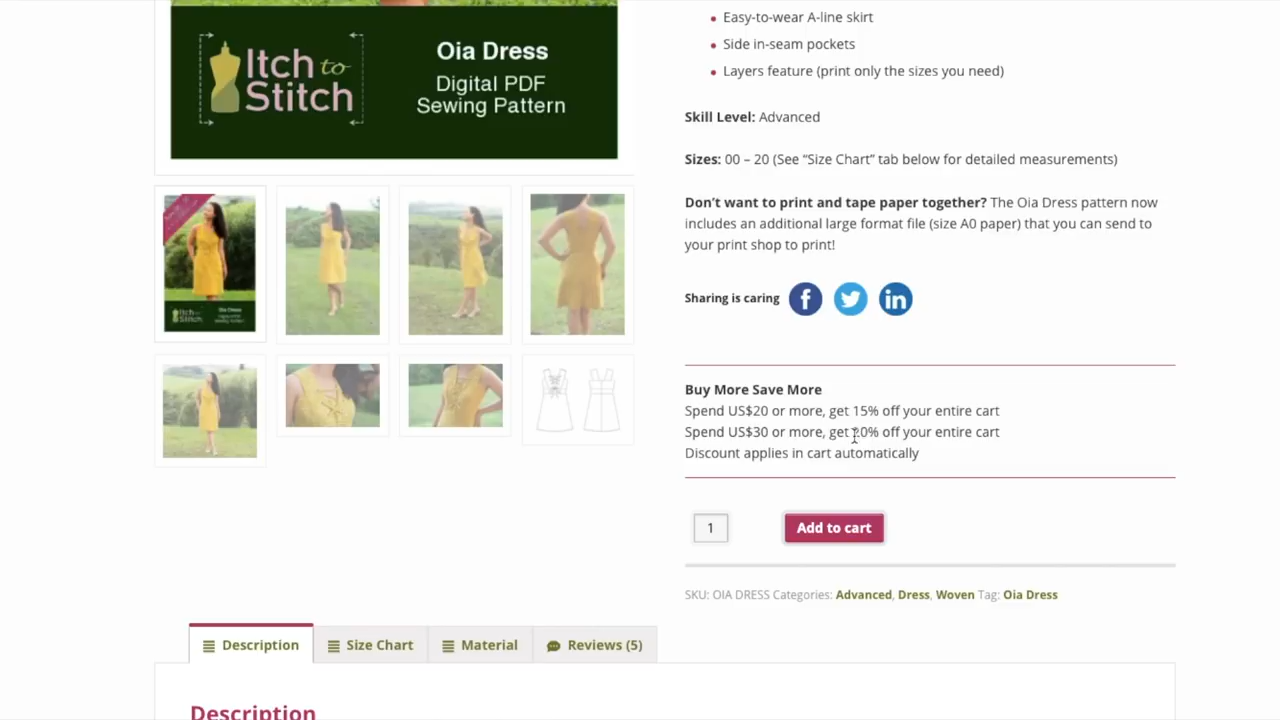 Itch to
Stitch
Oia Dress
Digital PDF
Sewing Pattern
Easy-to-wear A-line skirt
Side in-seam pockets
Layers feature (print only the sizes you need)
Skill Level: Advanced
Sizes: 00 – 20 (See “Size Chart” tab below for detailed measurements)
Don’t want to print and tape paper together? The Oia Dress pattern now
includes an additional large format file (size A0 paper) that you can send to
your print shop to print!
Sharing is caring
Buy More Save More
Spend US$20 or more, get 15% off your entire cart
Spend US$30 or more, get 20% off your entire cart
Discount applies in cart automatically
1
Add to cart
SKU: OIA DRESS Categories: Advanced, Dress, Woven Tag: Oia Dress
Description
Size Chart
Material
Reviews (5)
Description